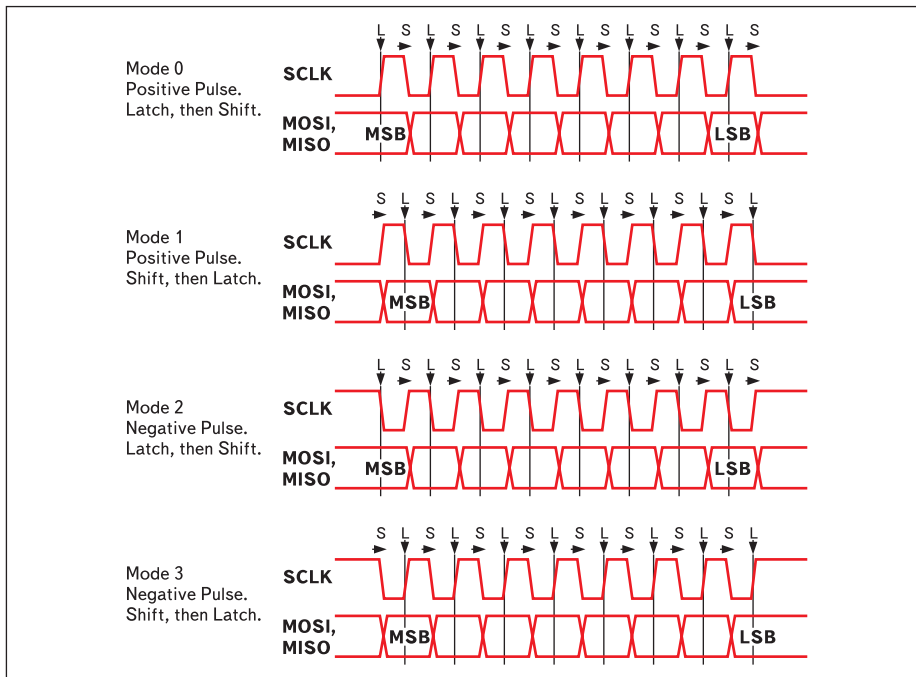 L S L S L S L S L S L S L S L S
Mode 0
Positive Pulse.
Latch, then Shift.
SCLK
MOSI,
MISO
MSB
LSB
S L S L S L S L S L S L S L S L
Mode 1
Positive Pulse.
Shift, then Latch.
SCLK
MOSI,
MISO
MSB
LSB
L S L S L S L S L S L S L S L S
Mode 2
Negative Pulse.
Latch, then Shift.
SCLK
MOSI,
MISO
MSB
LSB
S L S L S L S L S L S L S L S L
Mode 3
Negative Pulse.
Shift, then Latch.
SCLK
MOSI,
MISO
MSB
LSB